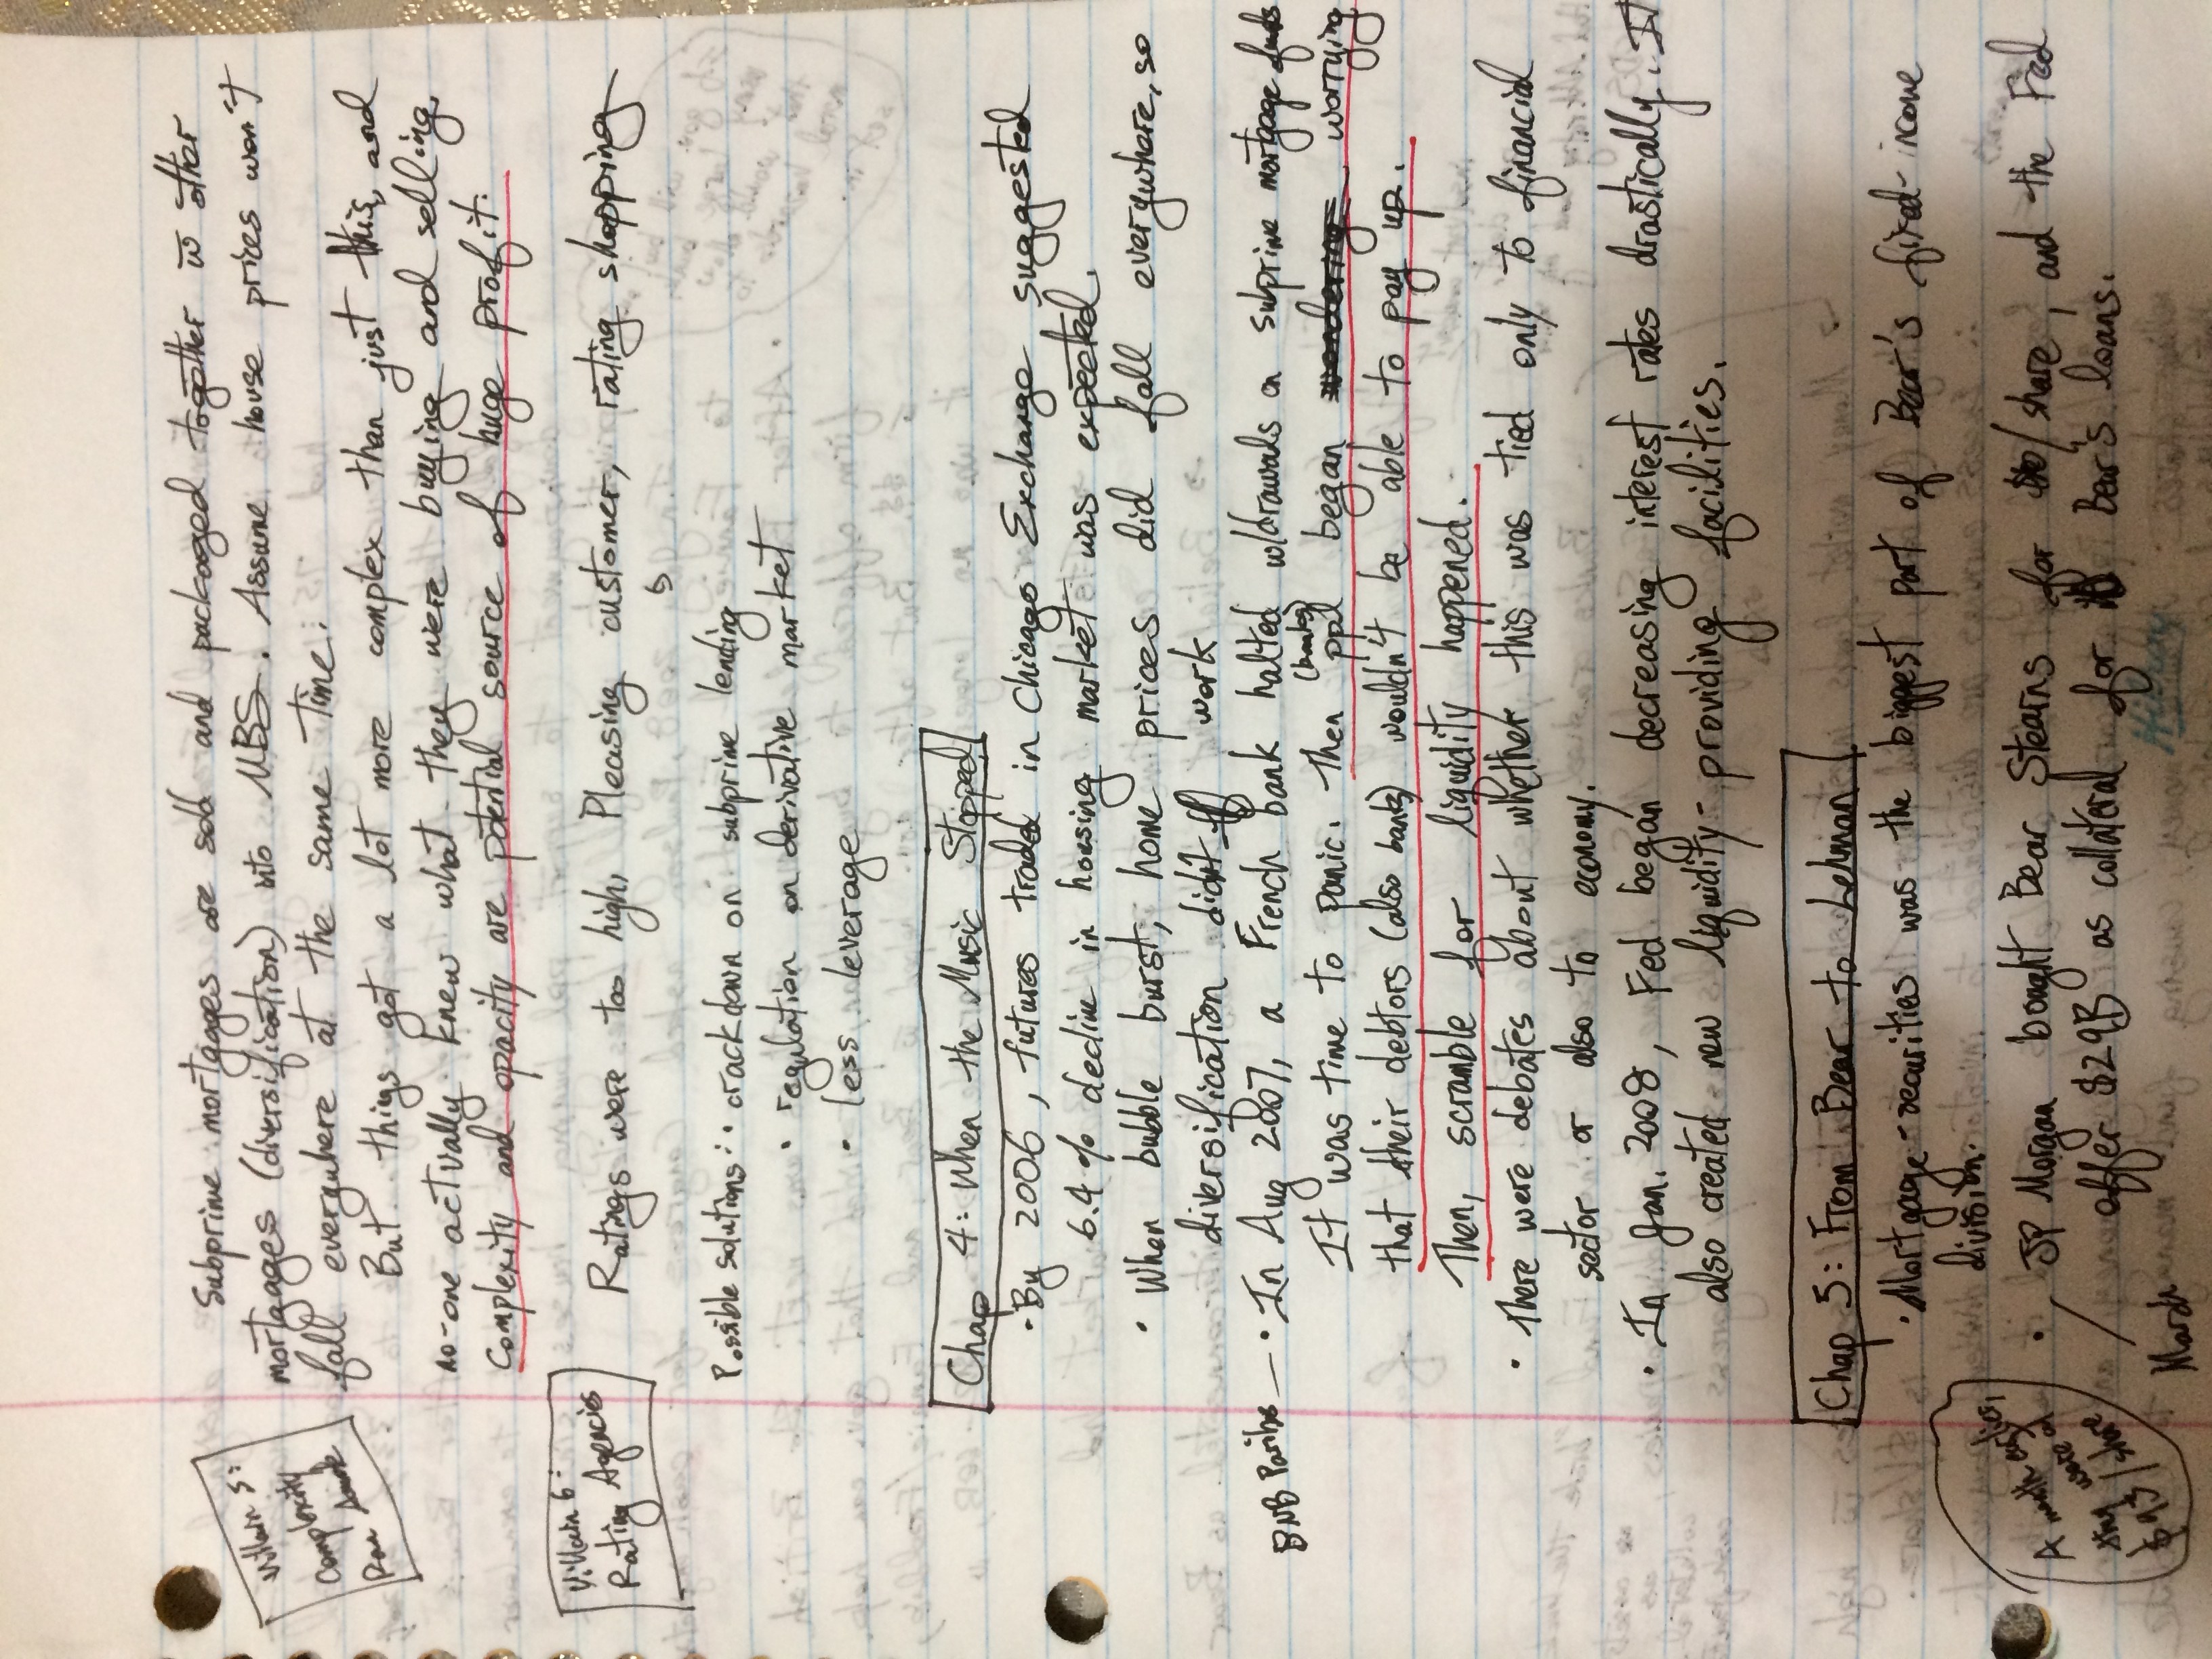 Villain 5:
Complexity
Ran Amok
Subprime mortgages are sold and packaged together w other
mortgages (diversification) into MBS. Assume house prices won't
fall everywhere at the same time.
But things got a lot more complex than just this, and
no-one actually knew what they were buying and selling.
Complexity and opacity are potential source of huge profit.
Villain 6:
Rating Agencies
Ratings were too high, Pleasing customer, rating shopping
Possible solutions: • crackdown on subprime lending
• regulation on derivative market
• less leverage
Chap 4: When the Music Stopped
• By 2006, futures traded in Chicago Exchange suggested
6.4% decline in housing market was expected.
• When bubble burst, home prices did fall everywhere, so
diversification didn't work
BNB Paribas — • In Aug 2007, a French bank halted w/drawals on subprime mortgage funds
(banks)
It was time to panic. Then ppl began wondering worrying
that their debtors (also banks) wouldn't be able to pay up.
Then, scramble for liquidity happened.
• There were debates about whether this was tied only to financial
sector or also to economy.
• In Jan. 2008, Fed began decreasing interest rates drastically. It
also created new liquidity-providing facilities.
Chap 5: From Bear to Lehman
• Mortgage-securities was the biggest part of Bear's fixed-income
division.
A month earlier,
they were at
$93/share
• JP Morgan bought Bear Stearns for /share, and the Fed
offer $29B as collateral for Bear's loans.
March